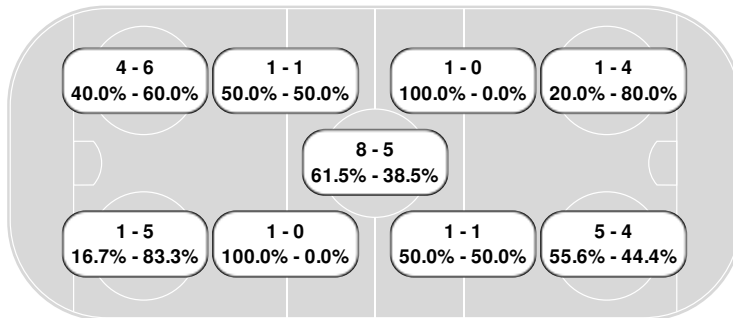 4 - 6
40.0% - 60.0%
1 - 1
50.0% - 50.0%
1 - 0
100.0% - 0.0%
1 - 4
20.0% - 80.0%
8 - 5
61.5% - 38.5%
1 - 5
16.7% - 83.3%
1 - 0
100.0% - 0.0%
1 - 1
50.0% - 50.0%
5 - 4
55.6% - 44.4%